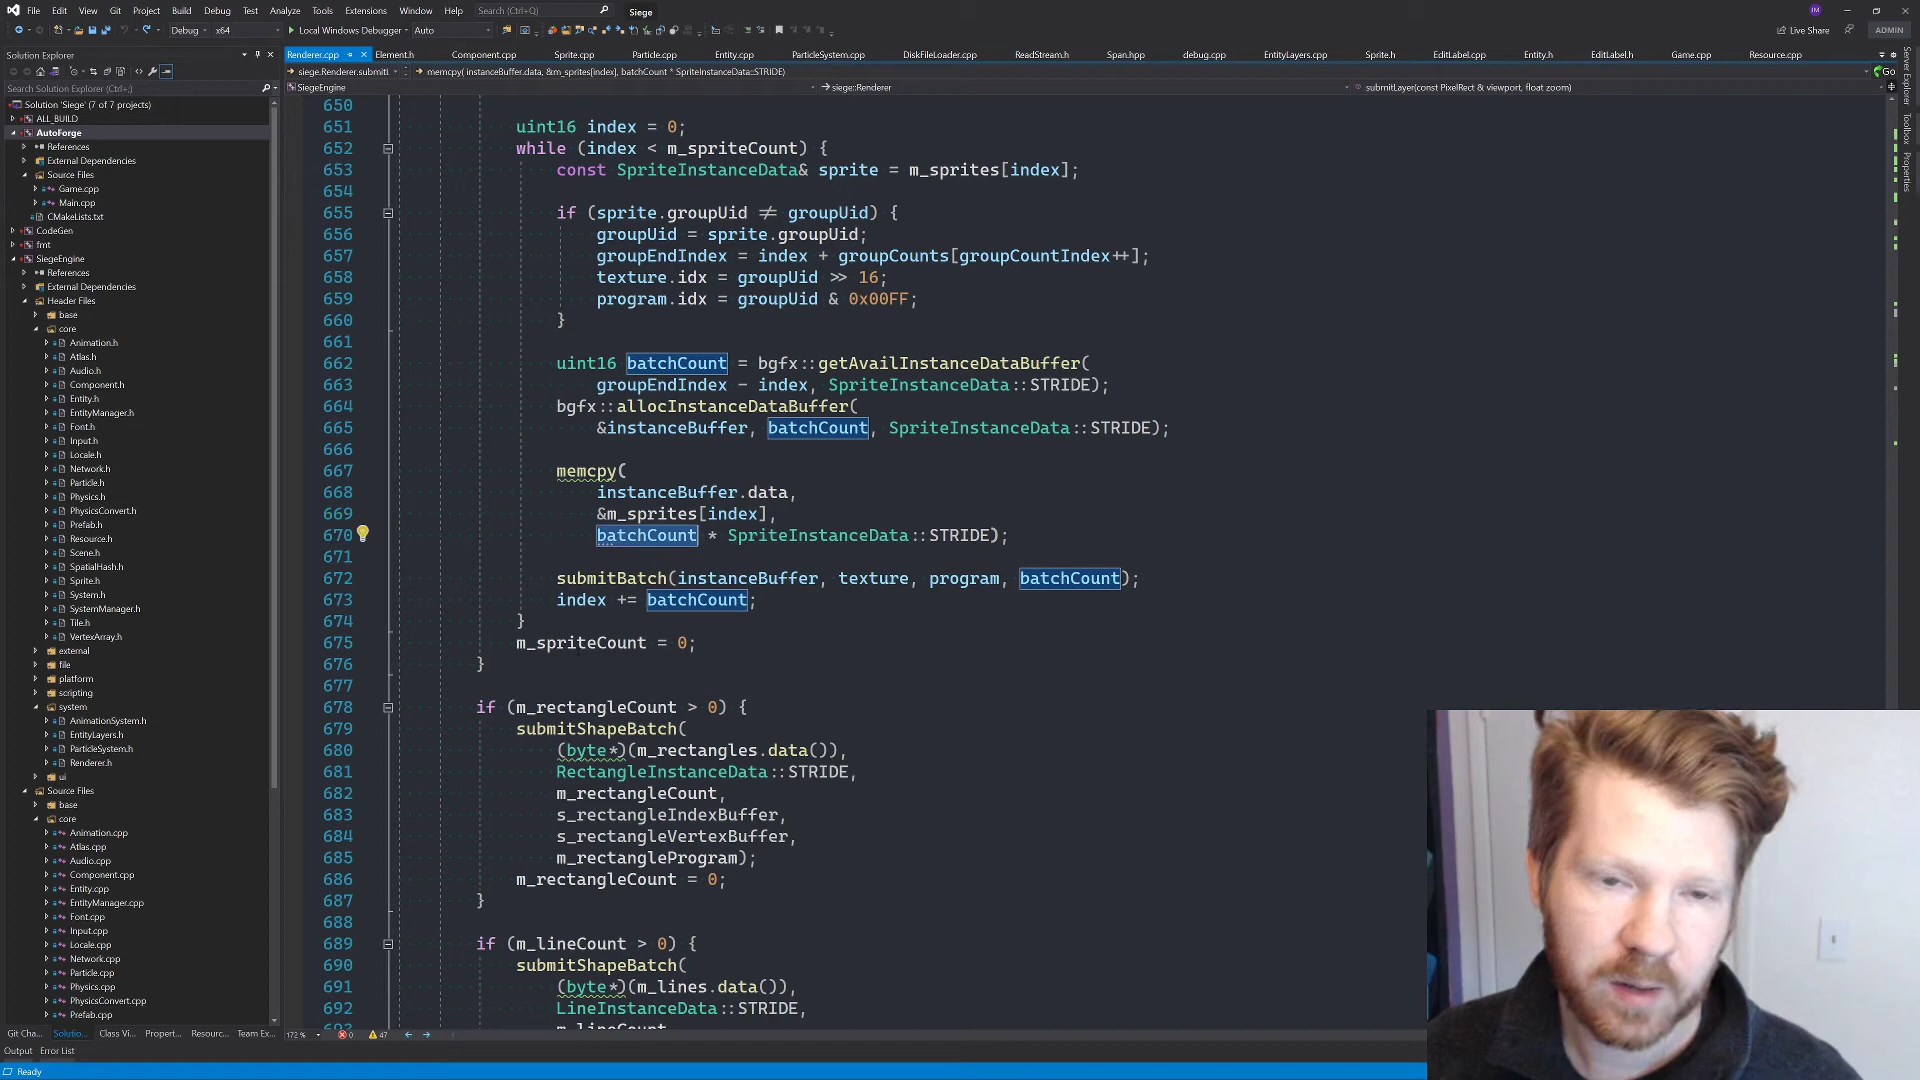 File Edit View Git Project Build Debug Test Analyze Tools Extensions Window Help Search (Ctrl+Q) Siege JM
Debug x64 Local Windows Debugger Auto Live Share ADMIN
Solution Explorer
Search Solution Explorer (Ctrl+;)
Solution 'Siege' (7 of 7 projects)
ALL_BUILD
AutoForge
References
External Dependencies
Source Files
Game.cpp
Main.cpp
CMakeLists.txt
CodeGen
fmt
SiegeEngine
References
External Dependencies
Header Files
base
core
Animation.h
Atlas.h
Audio.h
Component.h
Entity.h
EntityManager.h
Font.h
Input.h
Locale.h
Network.h
Particle.h
Physics.h
PhysicsConvert.h
Prefab.h
Resource.h
Scene.h
SpatialHash.h
Sprite.h
System.h
SystemManager.h
Tile.h
VertexArray.h
external
file
platform
scripting
system
AnimationSystem.h
EntityLayers.h
ParticleSystem.h
Renderer.h
ui
Source Files
base
core
Animation.cpp
Atlas.cpp
Audio.cpp
Component.cpp
Entity.cpp
EntityManager.cpp
Font.cpp
Input.cpp
Locale.cpp
Network.cpp
Particle.cpp
Physics.cpp
PhysicsConvert.cpp
Prefab.cpp
Git Cha... Solutio... Class Vi... Propert... Resourc... Team Ex...
Output Error List
Ready
Renderer.cpp Element.h Component.cpp Sprite.cpp Particle.cpp Entity.cpp ParticleSystem.cpp DiskFileLoader.cpp ReadStream.h Span.hpp debug.cpp EntityLayers.cpp Sprite.h EditLabel.cpp Entity.h EditLabel.h Game.cpp Resource.cpp
siege.Renderer.submitl memcpy( instanceBuffer.data, &m_sprites[index], batchCount * SpriteInstanceData::STRIDE) Go
SiegeEngine siege::Renderer submitLayer(const PixelRect & viewport, float zoom)
650
651 uint16 index = 0;
652 while (index < m_spriteCount) {
653 const SpriteInstanceData& sprite = m_sprites[index];
654
655 if (sprite.groupUid ≠ groupUid) {
656 groupUid = sprite.groupUid;
657 groupEndIndex = index + groupCounts[groupCountIndex++];
658 texture.idx = groupUid >> 16;
659 program.idx = groupUid & 0x00FF;
660 }
661
662 uint16 batchCount = bgfx::getAvailInstanceDataBuffer(
663 groupEndIndex - index, SpriteInstanceData::STRIDE);
664 bgfx::allocInstanceDataBuffer(
665 &instanceBuffer, batchCount, SpriteInstanceData::STRIDE);
666
667 memcpy(
668 instanceBuffer.data,
669 &m_sprites[index],
670 batchCount * SpriteInstanceData::STRIDE);
671
672 submitBatch(instanceBuffer, texture, program, batchCount);
673 index += batchCount;
674 }
675 m_spriteCount = 0;
676 }
677
678 if (m_rectangleCount > 0) {
679 submitShapeBatch(
680 (byte*)(m_rectangles.data()),
681 RectangleInstanceData::STRIDE,
682 m_rectangleCount,
683 s_rectangleIndexBuffer,
684 s_rectangleVertexBuffer,
685 m_rectangleProgram);
686 m_rectangleCount = 0;
687 }
688
689 if (m_lineCount > 0) {
690 submitShapeBatch(
691 (byte*)(m_lines.data()),
692 LineInstanceData::STRIDE,
693 m_lineCount
172 % 0 47
Server Explorer
Toolbox
Properties